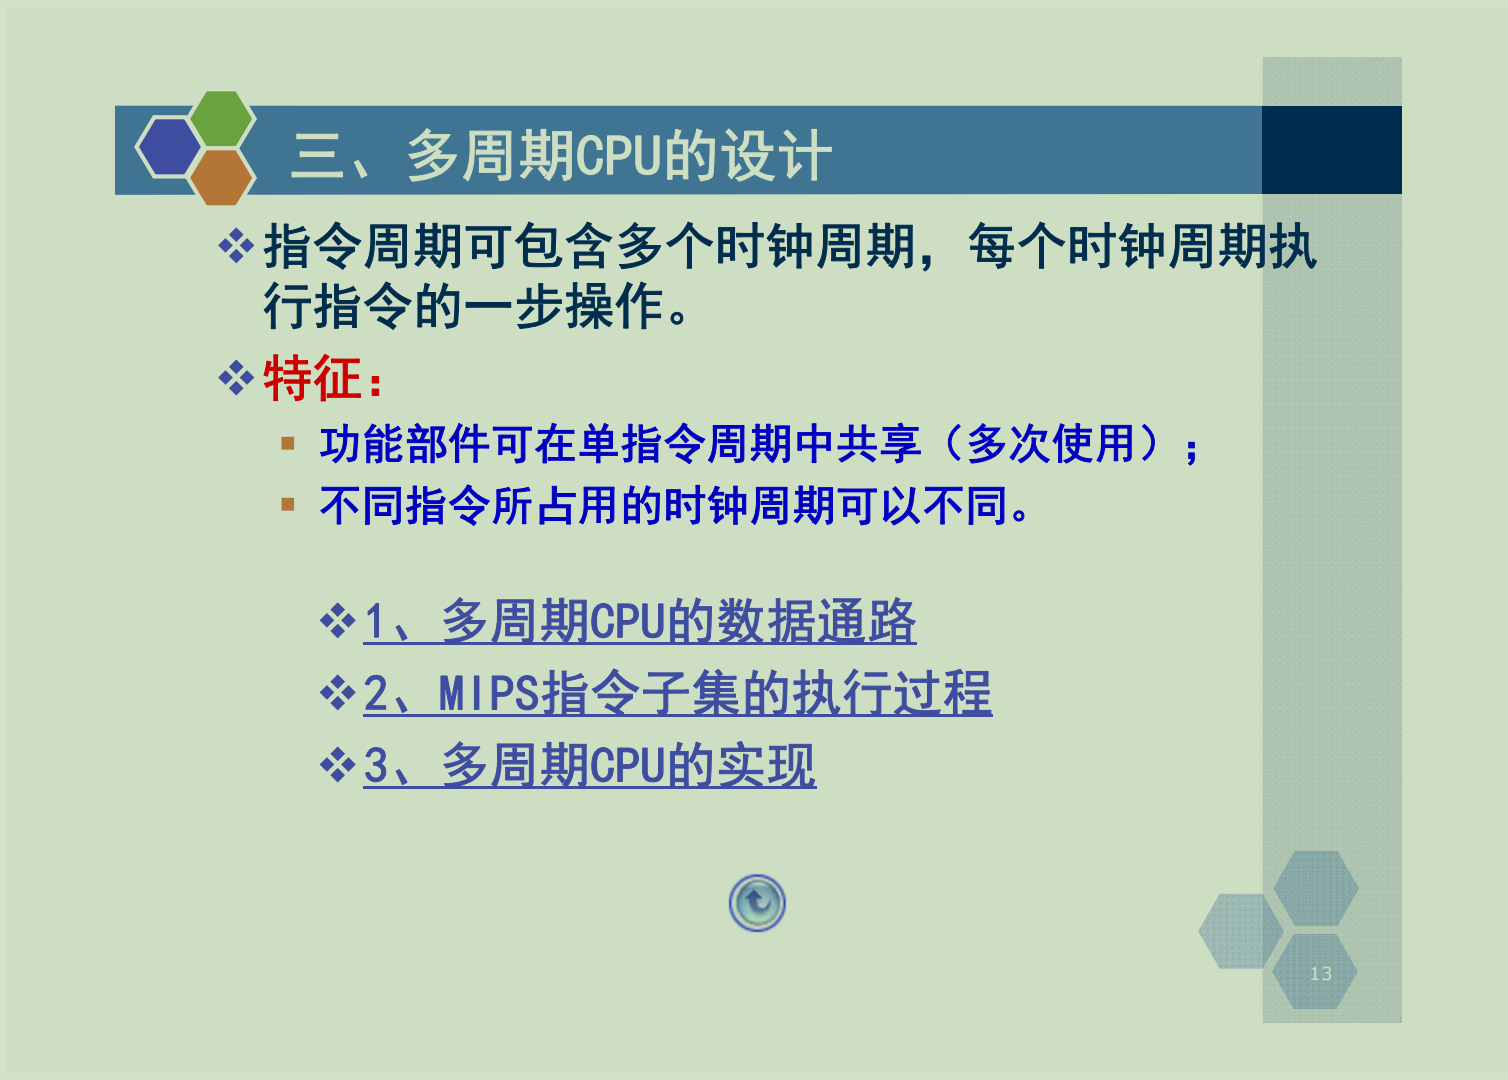 三、多周期CPU的设计
指令周期可包含多个时钟周期，每个时钟周期执
行指令的一步操作。
特征：
功能部件可在单指令周期中共享（多次使用）；
不同指令所占用的时钟周期可以不同。
1、多周期CPU的数据通路
2、MIPS指令子集的执行过程
3、多周期CPU的实现
13